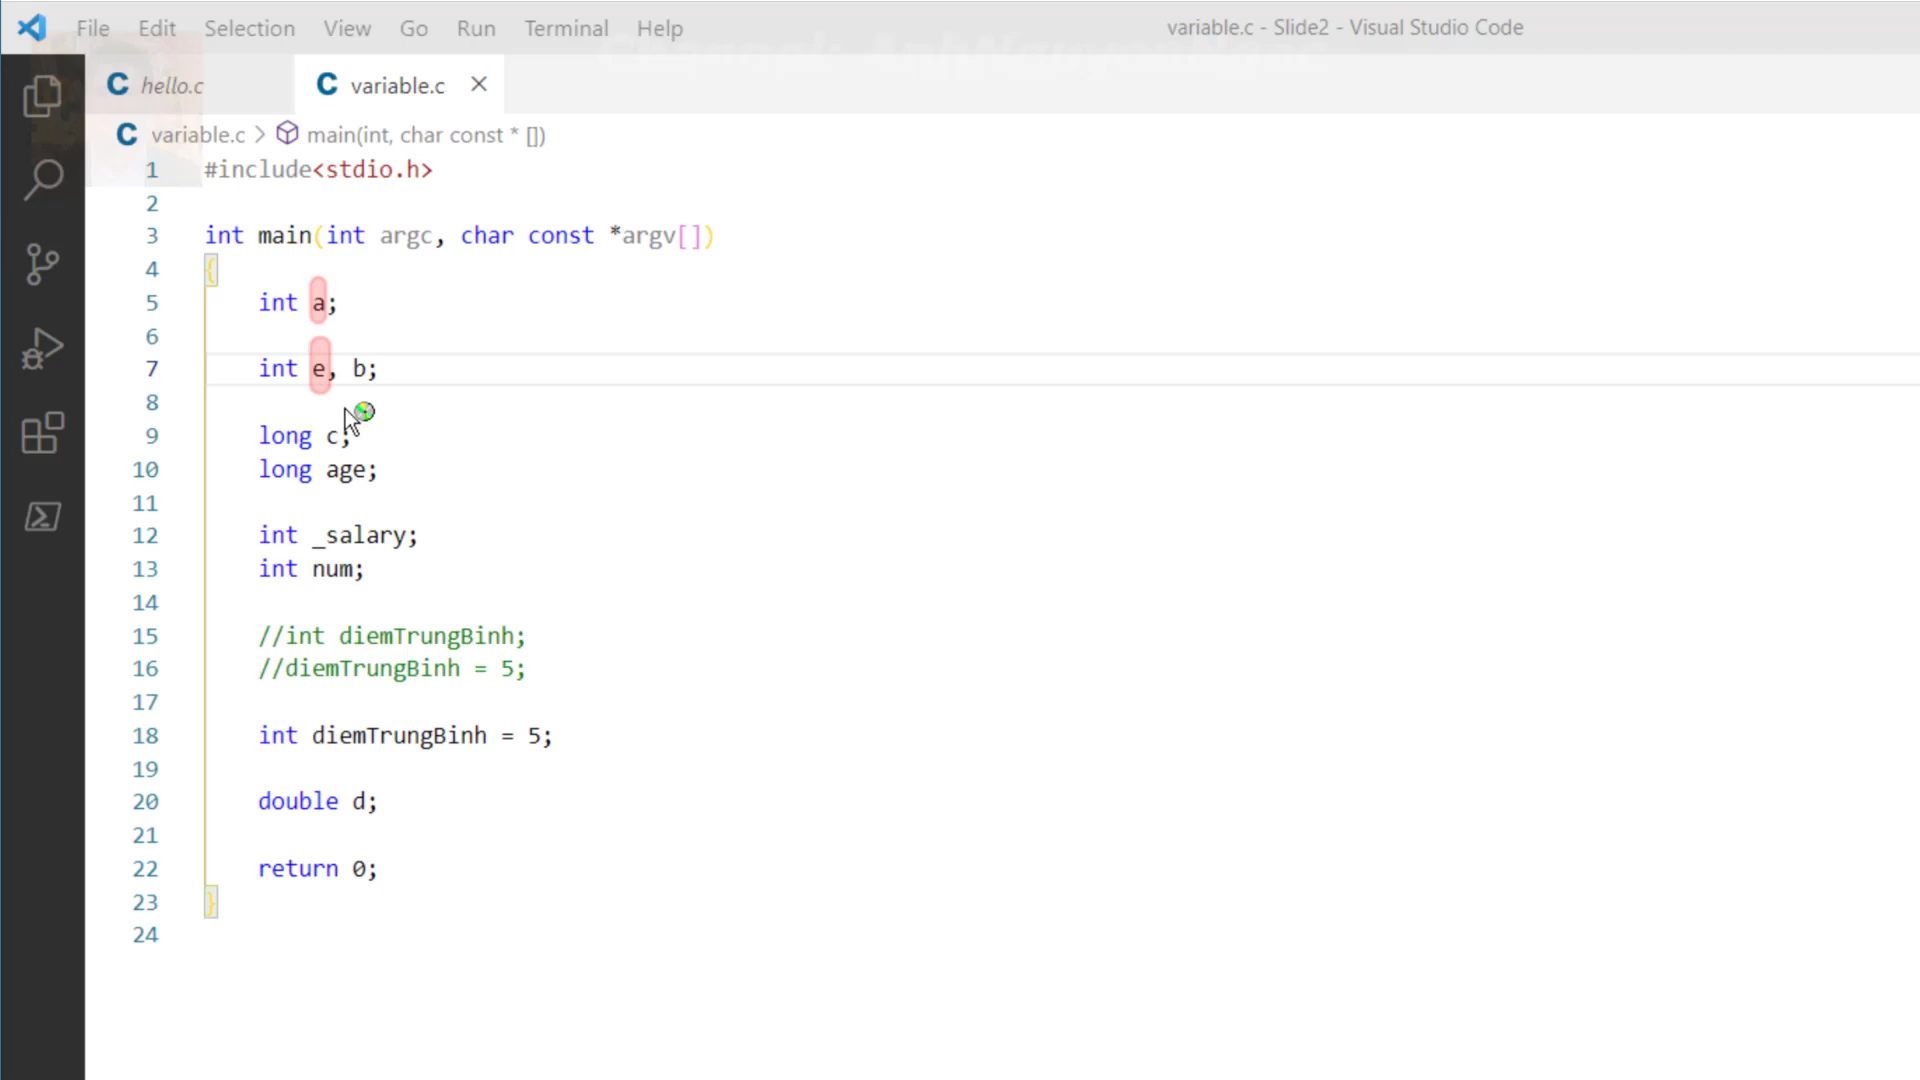 File Edit Selection View Go Run Terminal Help variable.c - Slide2 - Visual Studio Code
C hello.c C variable.c ×
C variable.c > main(int, char const * [])
1 #include<stdio.h>
2
3 int main(int argc, char const *argv[])
4 {
5 int a;
6
7 int e, b;
8
9 long c;
10 long age;
11
12 int _salary;
13 int num;
14
15 //int diemTrungBinh;
16 //diemTrungBinh = 5;
17
18 int diemTrungBinh = 5;
19
20 double d;
21
22 return 0;
23 }
24